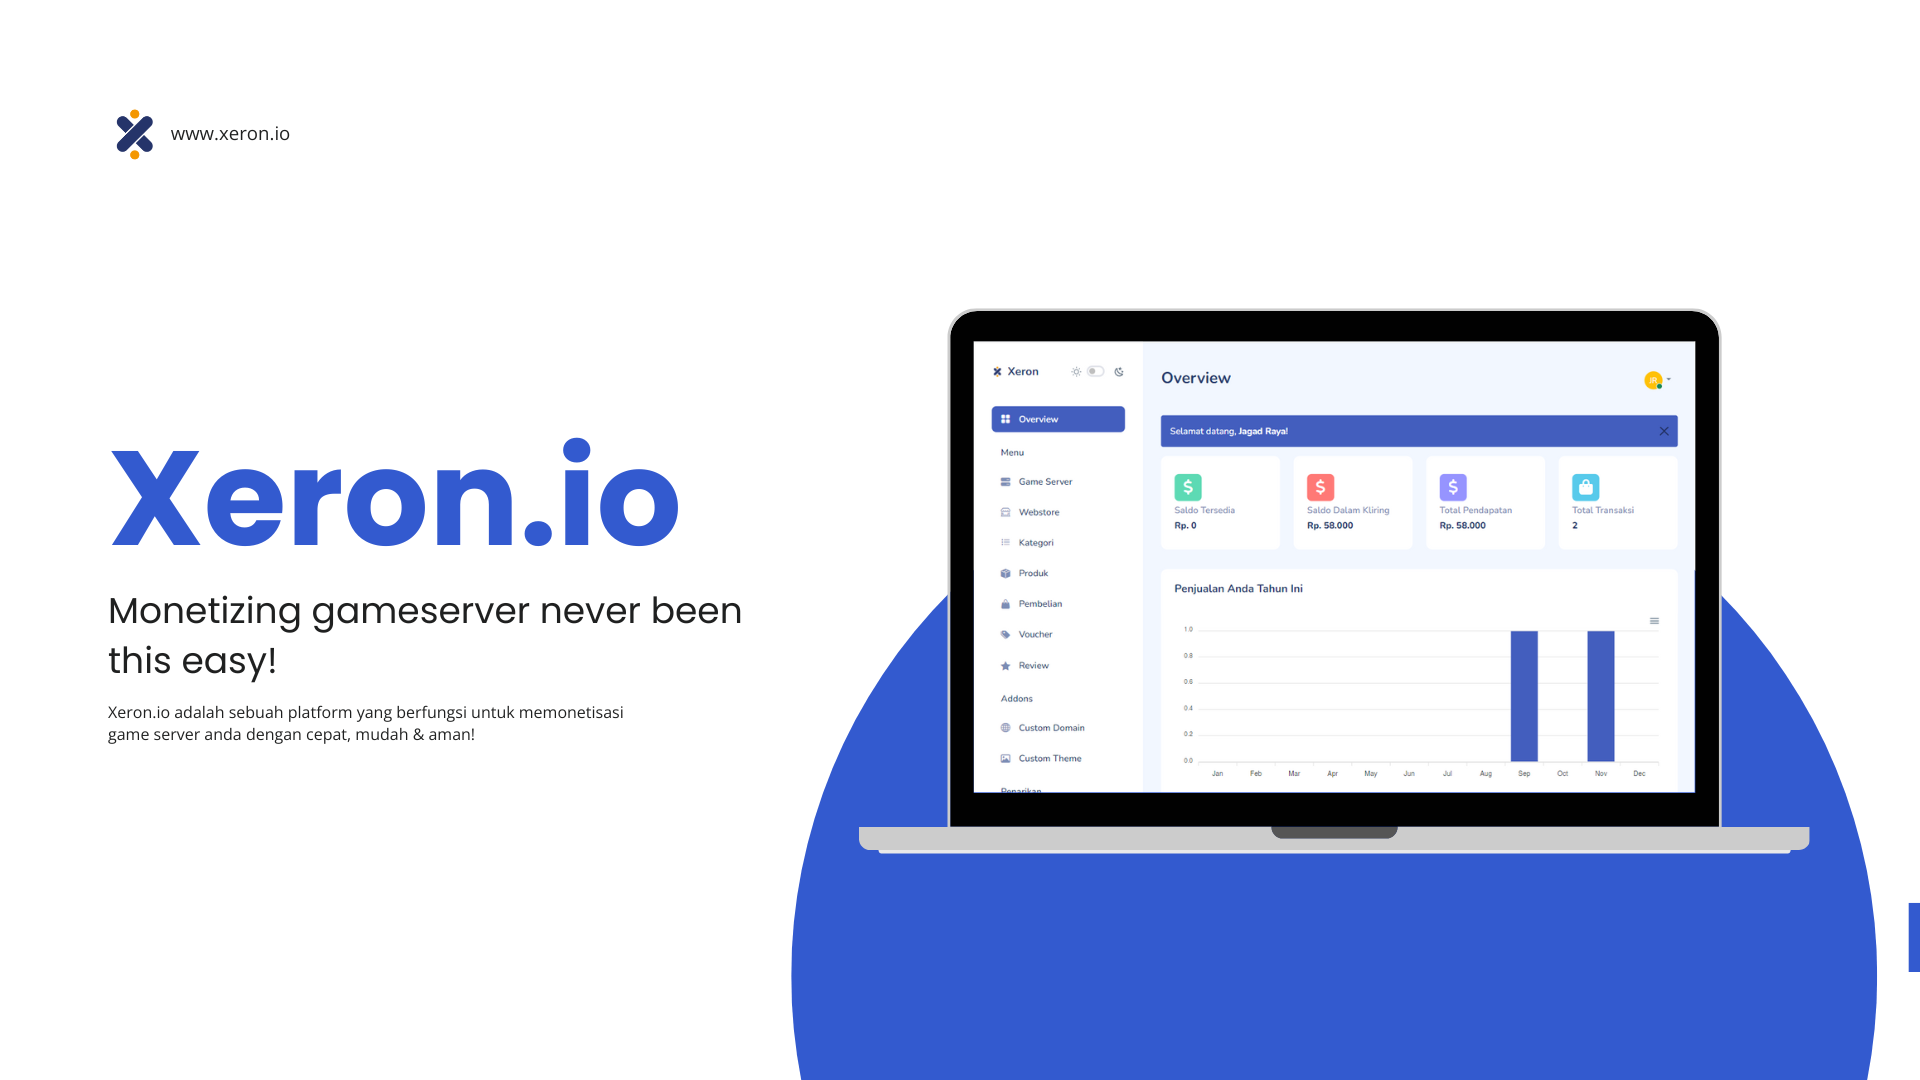 www.xeron.io
Xeron.io
Monetizing gameserver never been
this easy!
Xeron.io adalah sebuah platform yang berfungsi untuk memonetisasi
game server anda dengan cepat, mudah & aman!
Xeron
Overview
Menu
Game Server
Webstore
Kategori
Produk
Pembelian
Voucher
Review
Addons
Custom Domain
Custom Theme
Penarikan
Overview
JR
Selamat datang, Jagad Raya!
Saldo Tersedia
Rp. 0
Saldo Dalam Kliring
Rp. 58.000
Total Pendapatan
Rp. 58.000
Total Transaksi
2
Penjualan Anda Tahun Ini
1.0
0.8
0.6
0.4
0.2
0.0
Jan Feb Mar Apr May Jun Jul Aug Sep Oct Nov Dec